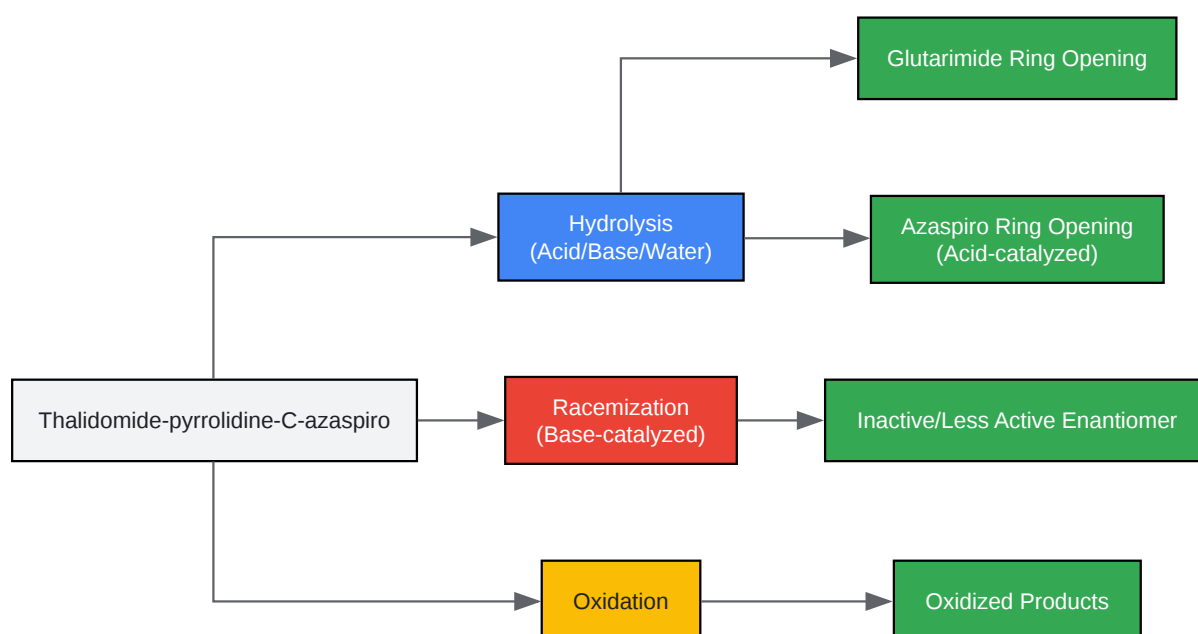 Glutarimide Ring Opening
Hydrolysis
(Acid/Base/Water)
Azaspiro Ring Opening
(Acid-catalyzed)
Thalidomide-pyrrolidine-C-azaspiro
Racemization
(Base-catalyzed)
Inactive/Less Active Enantiomer
Oxidation
Oxidized Products